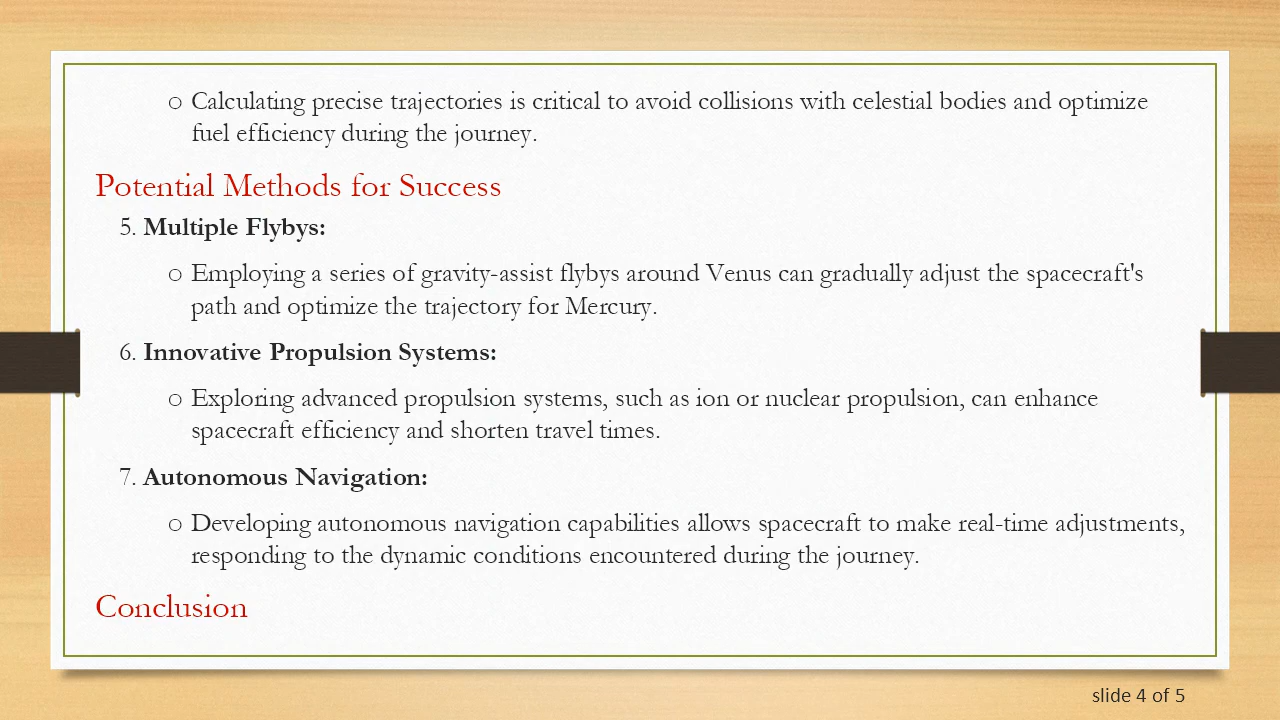 ○ Calculating precise trajectories is critical to avoid collisions with celestial bodies and optimize
fuel efficiency during the journey.
Potential Methods for Success
5. Multiple Flybys:
○ Employing a series of gravity-assist flybys around Venus can gradually adjust the spacecraft's
path and optimize the trajectory for Mercury.
6. Innovative Propulsion Systems:
○ Exploring advanced propulsion systems, such as ion or nuclear propulsion, can enhance
spacecraft efficiency and shorten travel times.
7. Autonomous Navigation:
○ Developing autonomous navigation capabilities allows spacecraft to make real-time adjustments,
responding to the dynamic conditions encountered during the journey.
Conclusion
slide 4 of 5